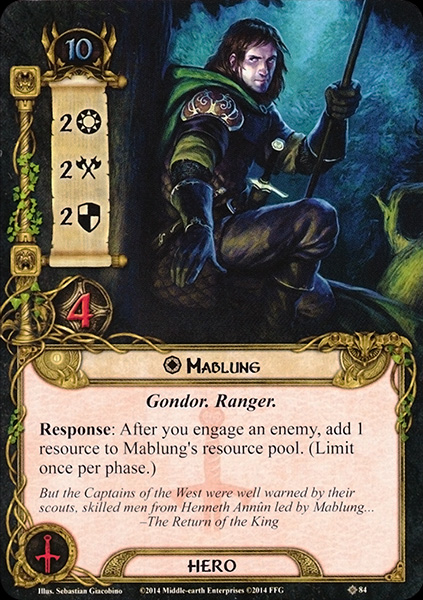 10
2
2
2
4
Mablung
Gondor. Ranger.
Response: After you engage an enemy, add 1
resource to Mablung's resource pool. (Limit
once per phase.)
But the Captains of the West were well warned by their
scouts, skilled men from Henneth Annûn led by Mablung...
–The Return of the King
HERO
Illus. Sebastian Giacobino
©2014 Middle-earth Enterprises ©2014 FFG
84